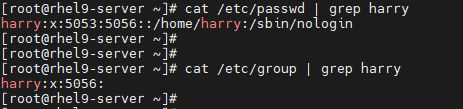 [root@rhel9-server ~]# cat /etc/passwd | grep harry
harry:x:5053:5056::/home/harry:/sbin/nologin
[root@rhel9-server ~]#
[root@rhel9-server ~]# cat /etc/group | grep harry
harry:x:5056:
[root@rhel9-server ~]#
[root@rhel9-server ~]#